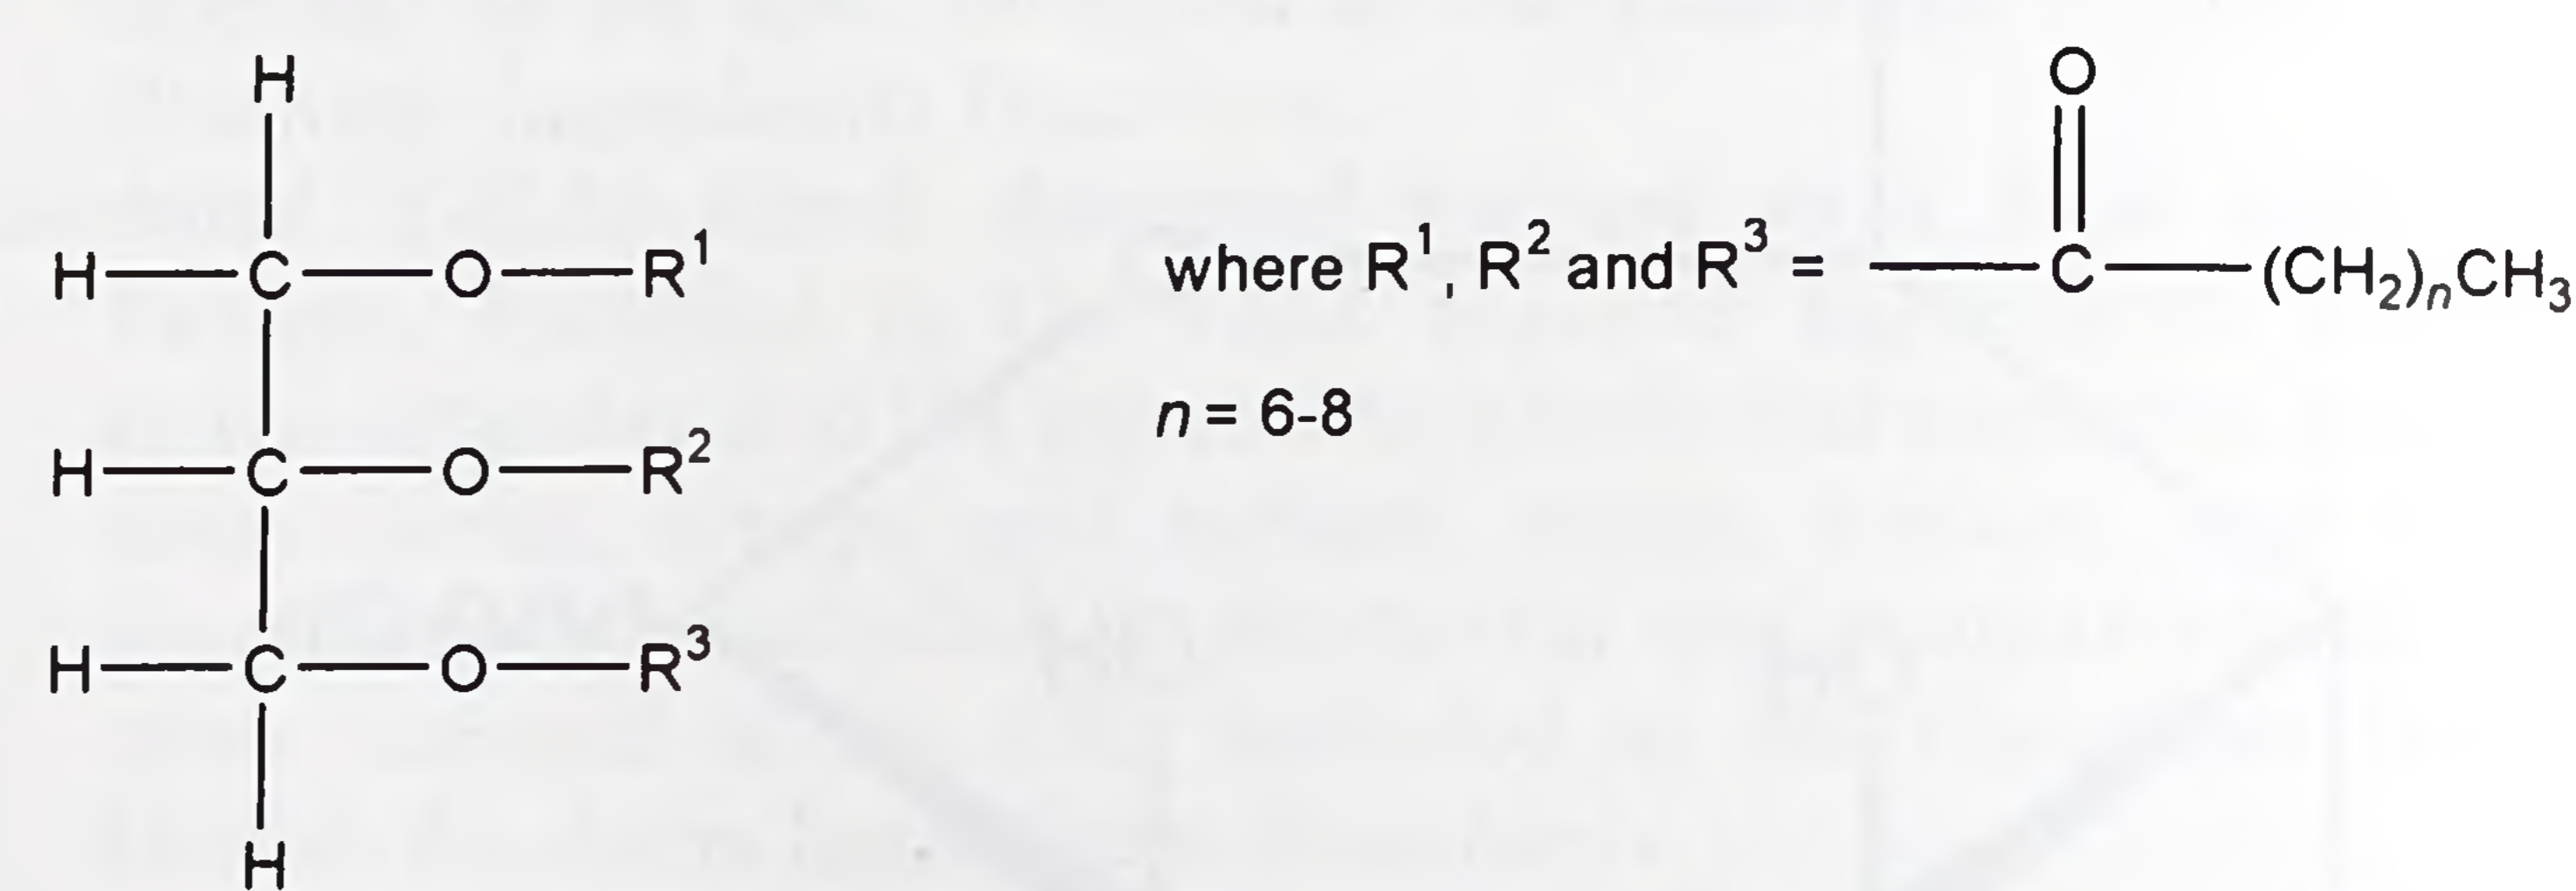 H
H C O R¹
where R¹, R² and R³ = C (CH₂)ₙCH₃
O
n = 6-8
H C O R²
H C O R³
H